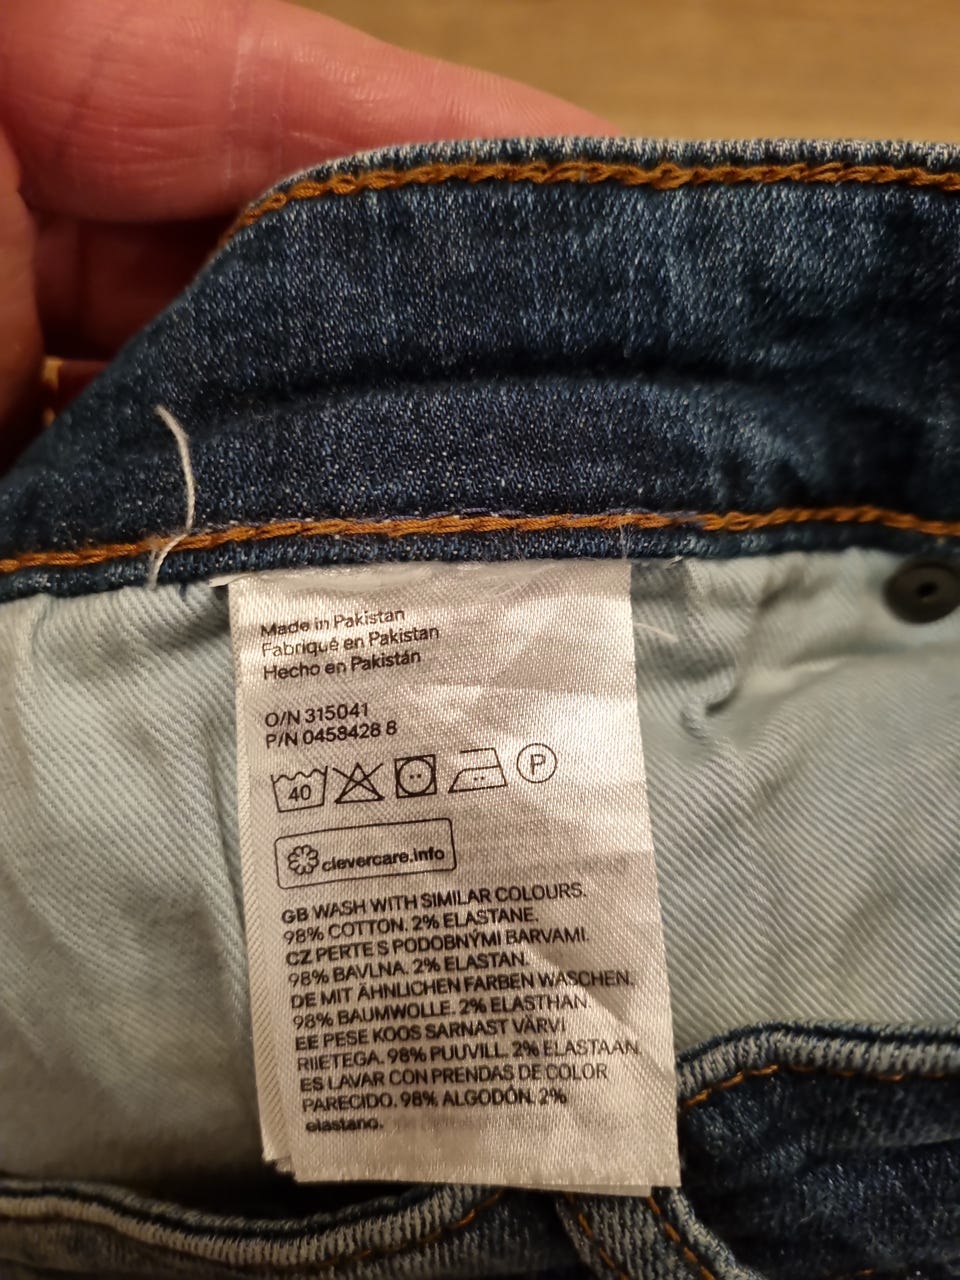 Made in Pakistan
Fabriqué en Pakistan
Hecho en Pakistán
O/N 315041
P/N 0458428 8
40 P
clevercare.info
GB WASH WITH SIMILAR COLOURS.
98% COTTON. 2% ELASTANE.
CZ PERTE S PODOBNÝMI BARVAMI.
98% BAVLNA. 2% ELASTAN.
DE MIT ÄHNLICHEN FARBEN WASCHEN.
98% BAUMWOLLE. 2% ELASTHAN
EE PESE KOOS SARNAST VÄRVI
RIIETEGA. 98% PUUVILL. 2% ELASTAAN.
ES LAVAR CON PRENDAS DE COLOR
PARECIDO. 98% ALGODÓN. 2%
elastano.